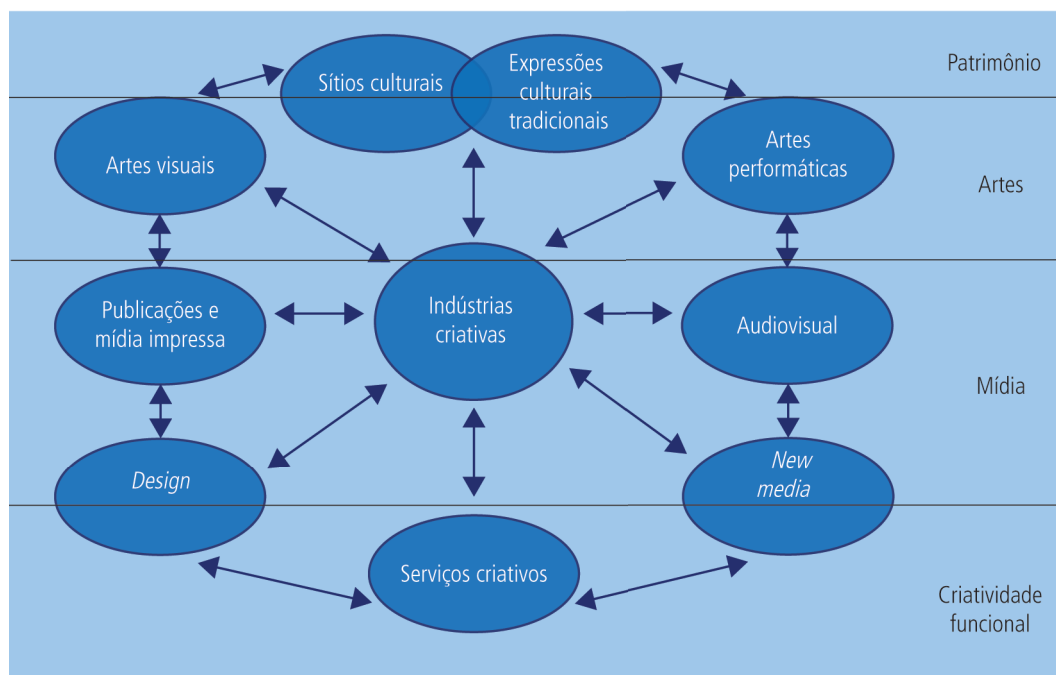 Patrimônio
Sítios culturais
Expressões
culturais
tradicionais
Artes visuais
Artes
performáticas
Artes
Publicações e
mídia impressa
Indústrias
criativas
Audiovisual
Mídia
Design
New
media
Serviços criativos
Criatividade
funcional